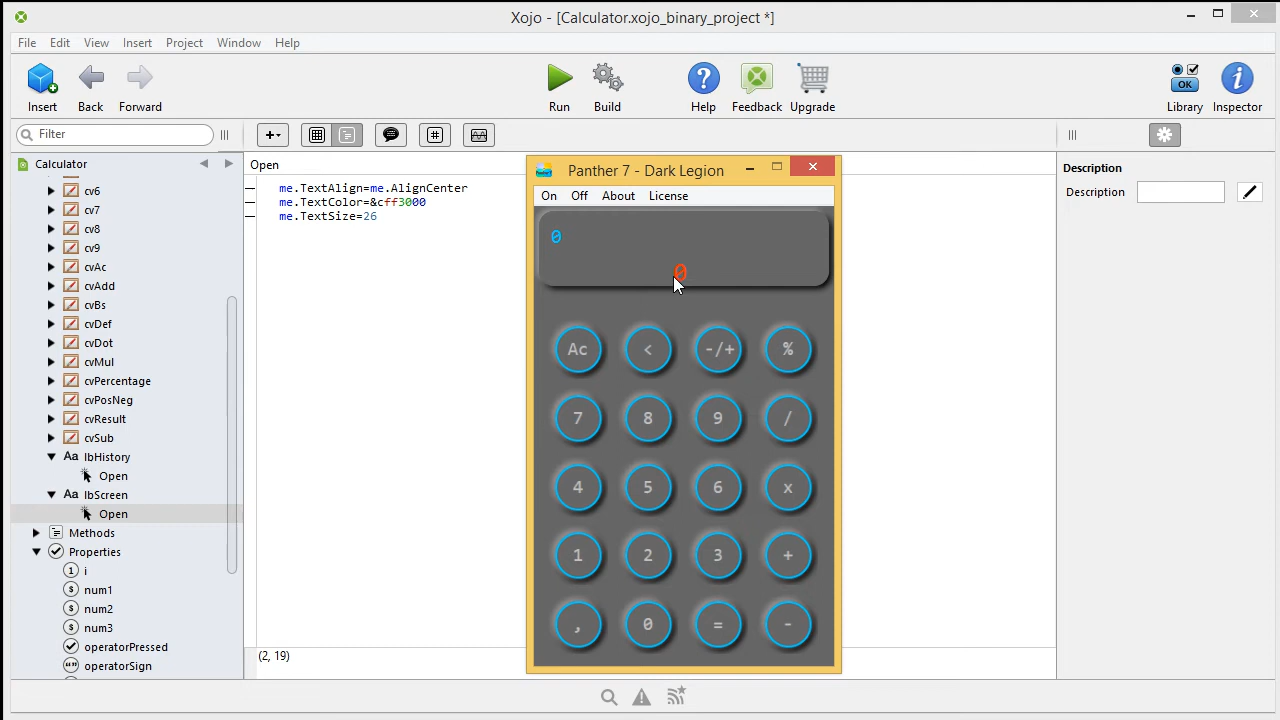 Xojo - [Calculator.xojo_binary_project *]
File Edit View Insert Project Window Help
Insert Back Forward Run Build Help Feedback Upgrade OK Library Inspector
Filter
Calculator
cv6
cv7
cv8
cv9
cvAc
cvAdd
cvBs
cvDef
cvDot
cvMul
cvPercentage
cvPosNeg
cvResult
cvSub
Aa lbHistory
Open
Aa lbScreen
Open
Methods
Properties
i
num1
num2
num3
operatorPressed
operatorSign
Open
me.TextAlign=me.AlignCenter
me.TextColor=&cff3000
me.TextSize=26
(2, 19)
Panther 7 - Dark Legion
On Off About License
0
0
Ac < -/+ %
7 8 9 /
4 5 6 x
1 2 3 +
, 0 = -
Description
Description